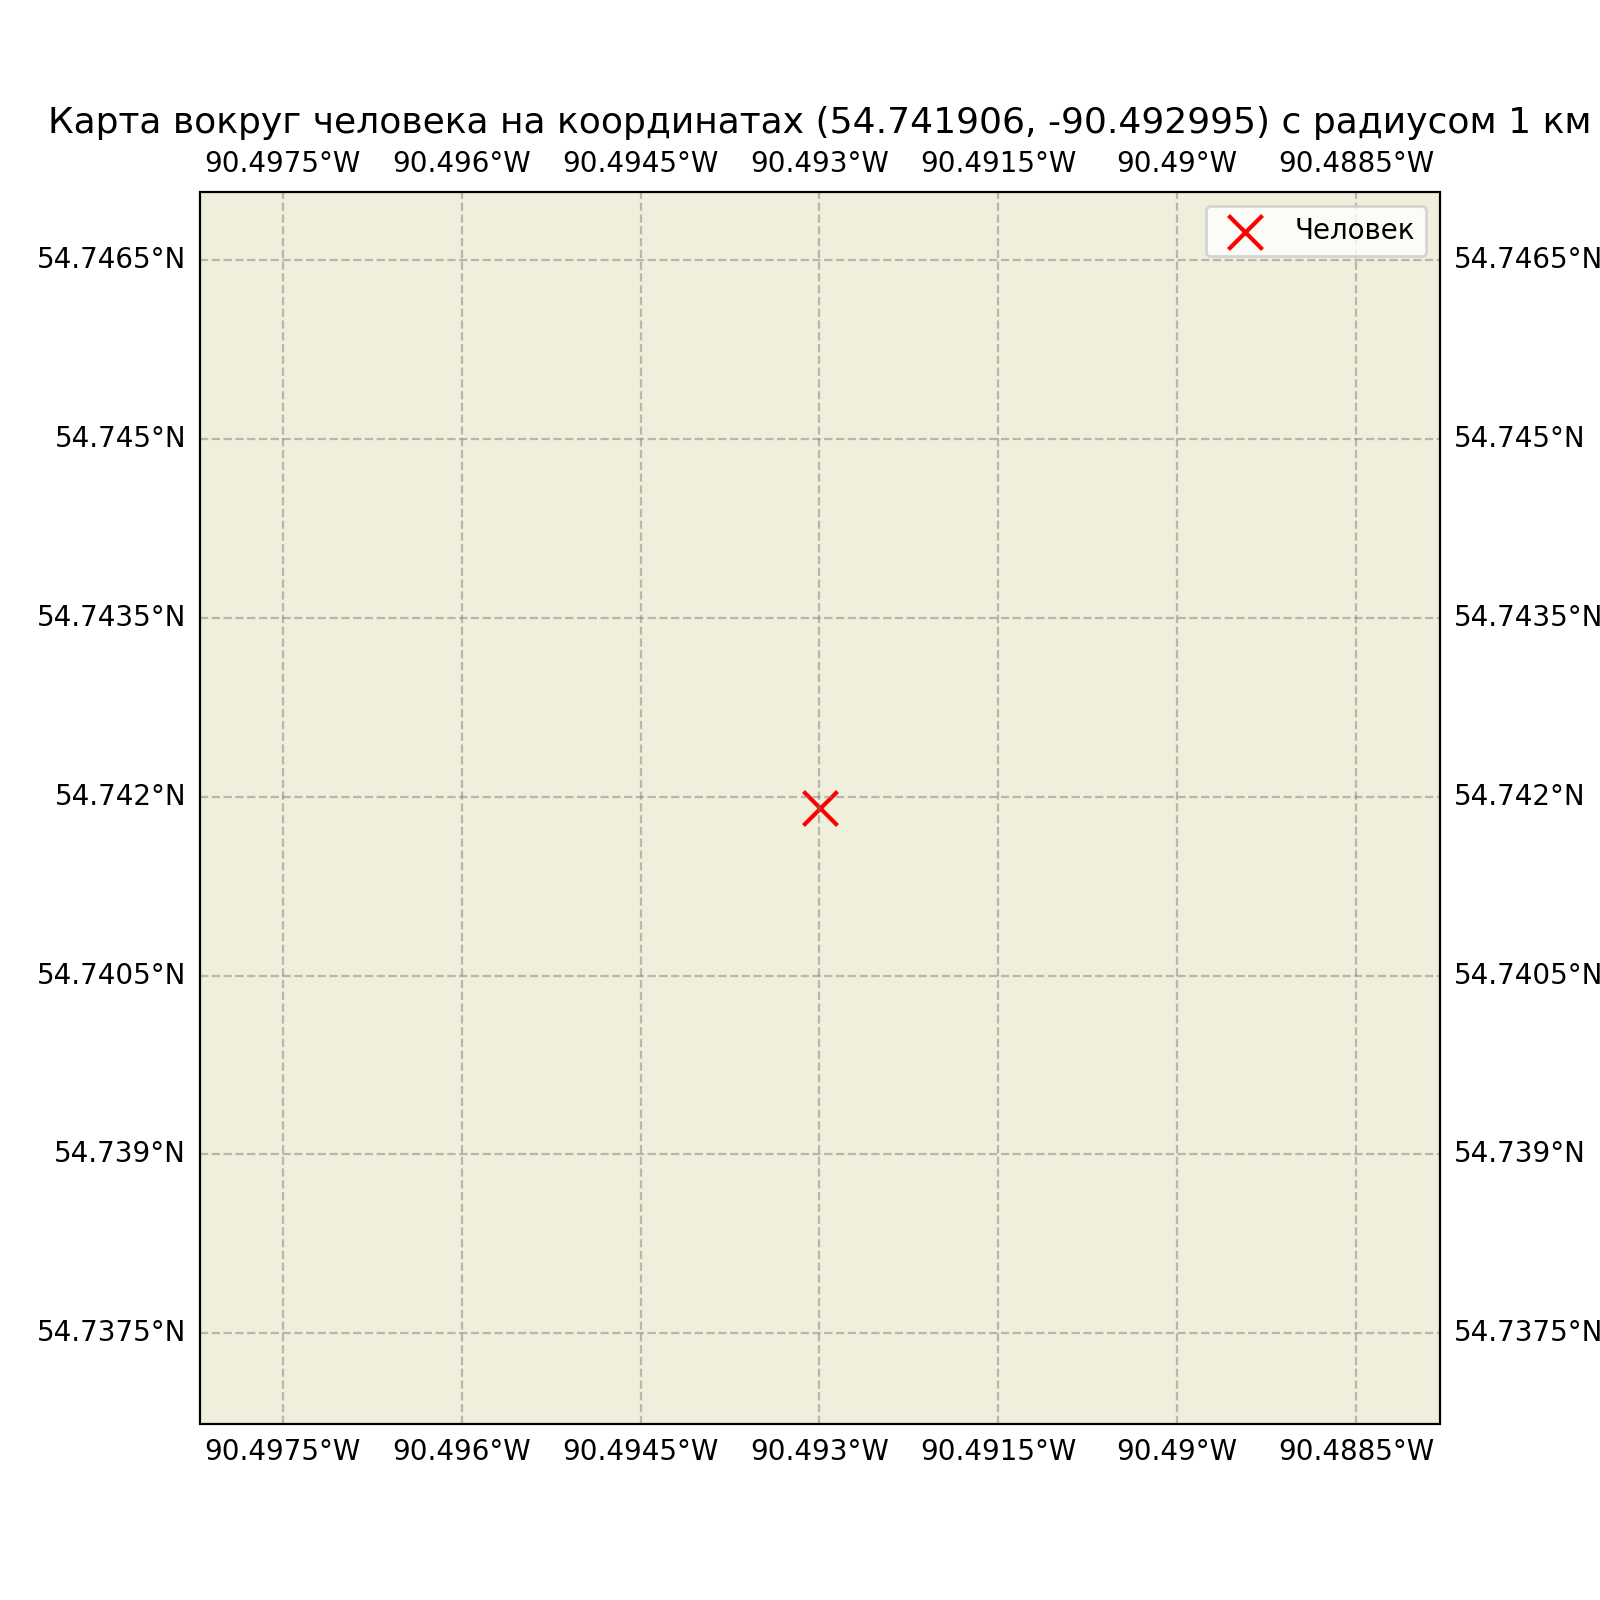 Карта вокруг человека на координатах (54.741906, -90.492995) с радиусом 1 км
90.4975°W 90.496°W 90.4945°W 90.493°W 90.4915°W 90.49°W 90.4885°W
Человек
54.7465°N 54.7465°N
54.745°N 54.745°N
54.7435°N 54.7435°N
54.742°N 54.742°N
54.7405°N 54.7405°N
54.739°N 54.739°N
54.7375°N 54.7375°N
90.4975°W 90.496°W 90.4945°W 90.493°W 90.4915°W 90.49°W 90.4885°W